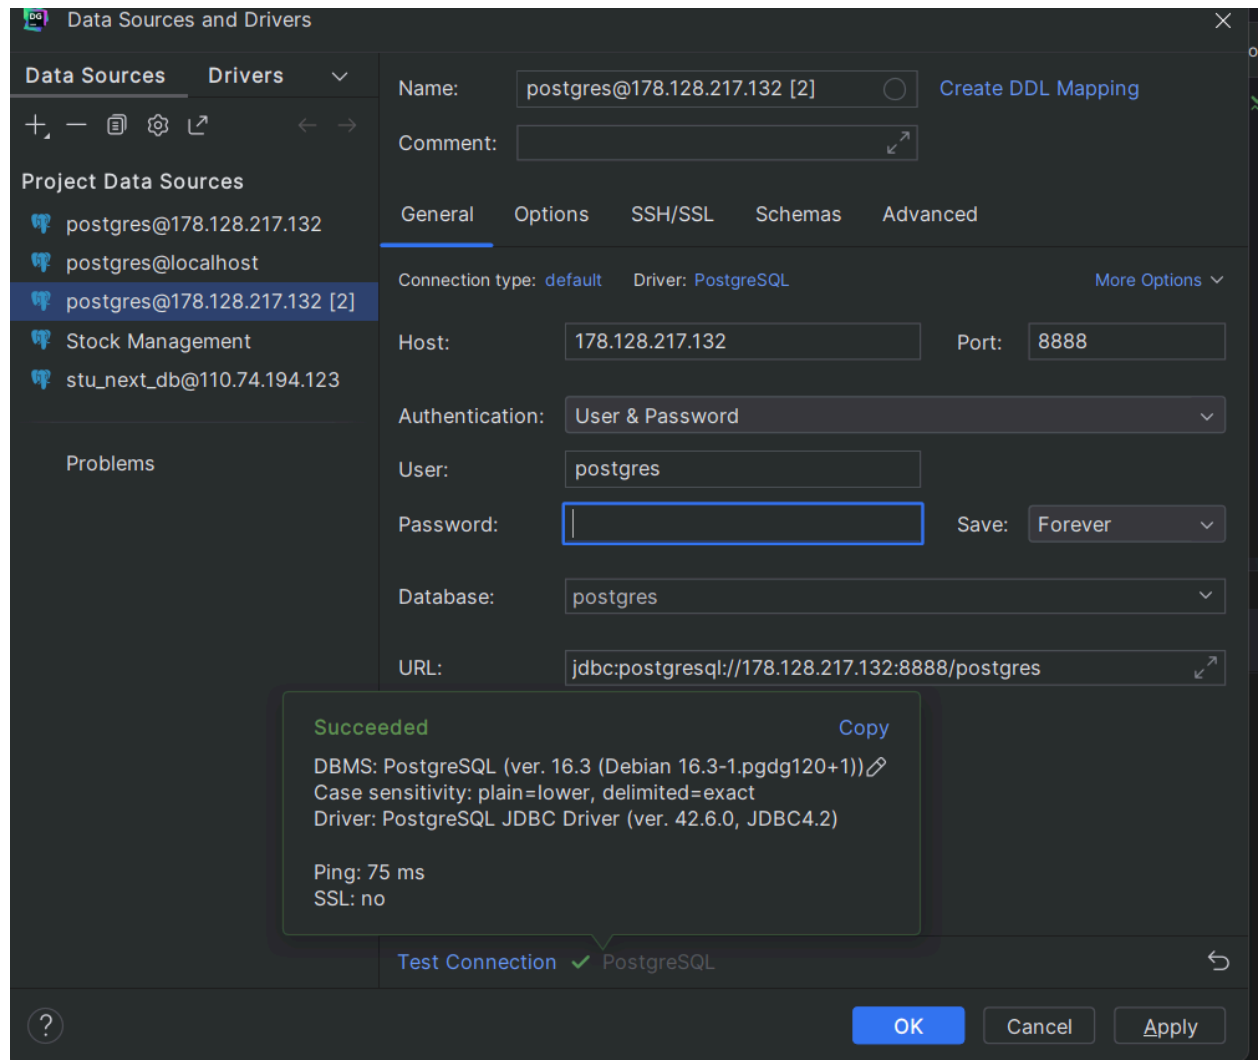 DG
Data Sources and Drivers
Data Sources
Drivers
Project Data Sources
postgres@178.128.217.132
postgres@localhost
postgres@178.128.217.132 [2]
Stock Management
stu_next_db@110.74.194.123
Problems
Name: postgres@178.128.217.132 [2] Create DDL Mapping
Comment:
General Options SSH/SSL Schemas Advanced
Connection type: default Driver: PostgreSQL More Options
Host: 178.128.217.132 Port: 8888
Authentication: User & Password
User: postgres
Password: Save: Forever
Database: postgres
URL: jdbc:postgresql://178.128.217.132:8888/postgres
Succeeded Copy
DBMS: PostgreSQL (ver. 16.3 (Debian 16.3-1.pgdg120+1))
Case sensitivity: plain=lower, delimited=exact
Driver: PostgreSQL JDBC Driver (ver. 42.6.0, JDBC4.2)
Ping: 75 ms
SSL: no
Test Connection PostgreSQL
? OK Cancel Apply